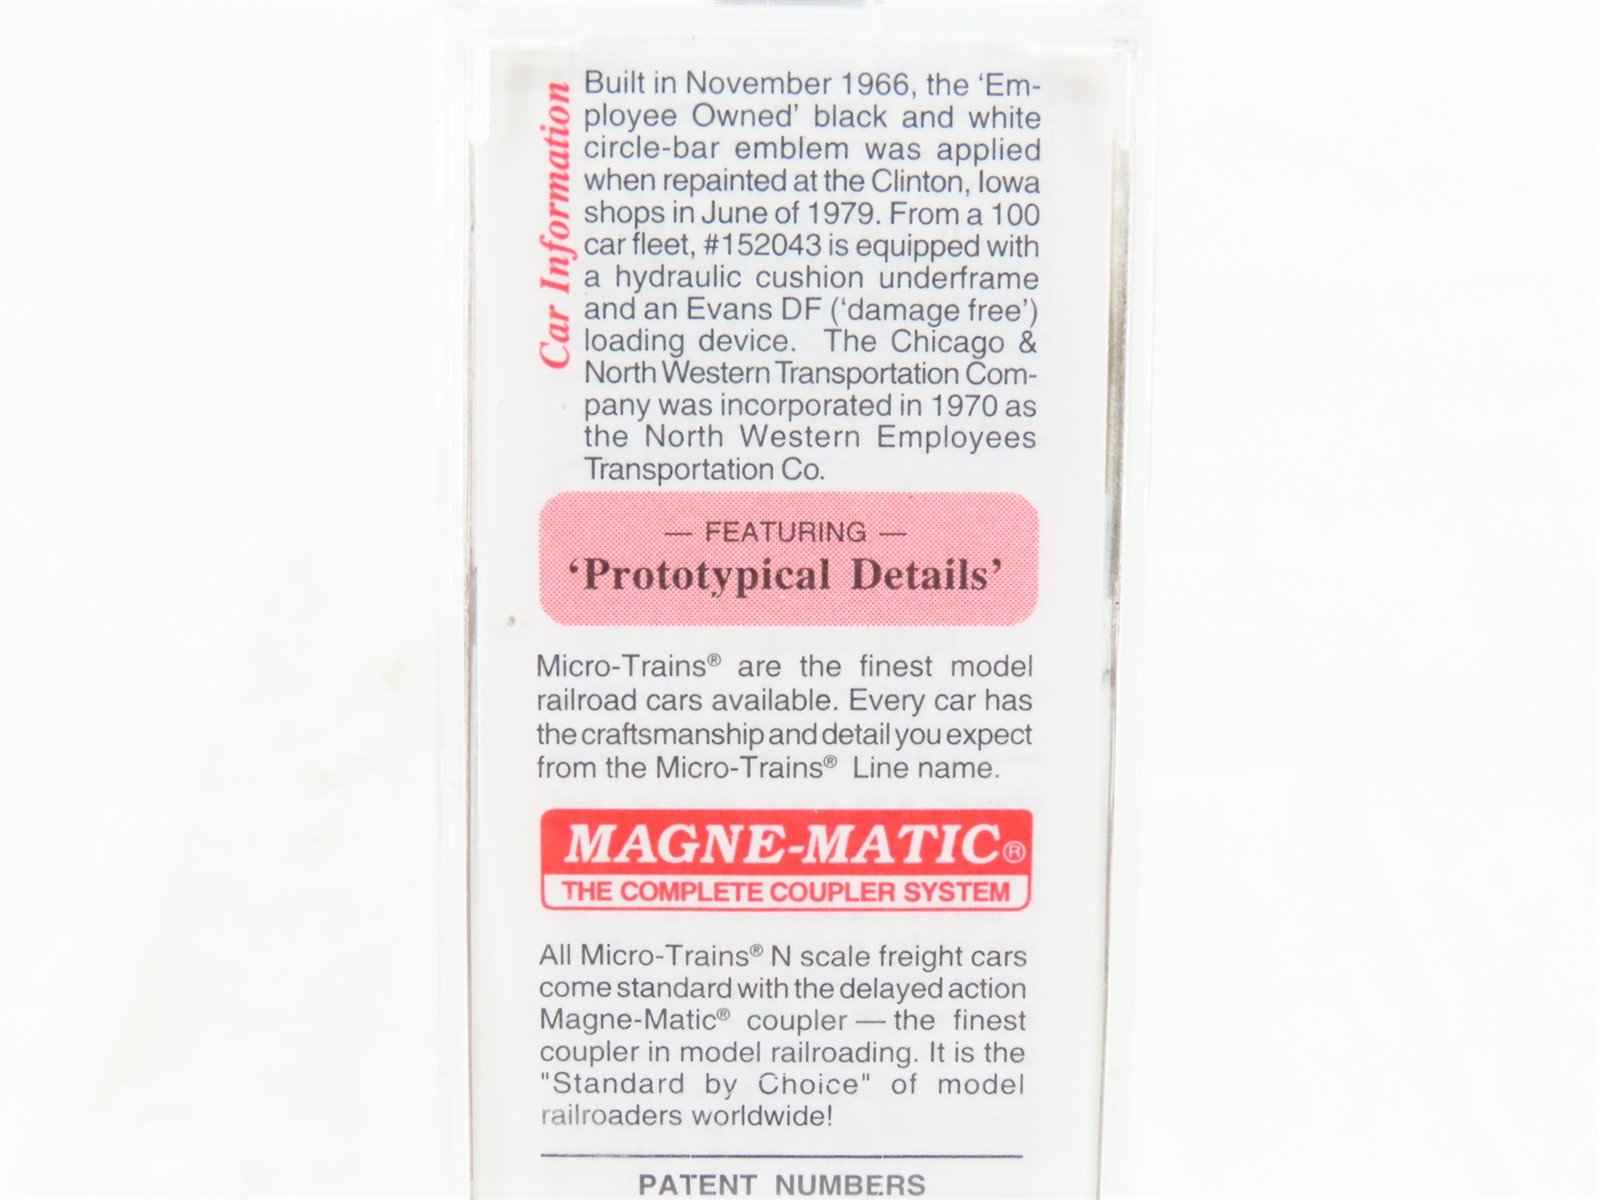 Car Information
Built in November 1966, the ‘Em-
ployee Owned’ black and white
circle-bar emblem was applied
when repainted at the Clinton, Iowa
shops in June of 1979. From a 100
car fleet, #152043 is equipped with
a hydraulic cushion underframe
and an Evans DF (‘damage free’)
loading device. The Chicago &
North Western Transportation Com-
pany was incorporated in 1970 as
the North Western Employees
Transportation Co.
— FEATURING —
‘Prototypical Details’
Micro-Trains® are the finest model
railroad cars available. Every car has
the craftsmanship and detail you expect
from the Micro-Trains® Line name.
MAGNE-MATIC®
THE COMPLETE COUPLER SYSTEM
All Micro-Trains® N scale freight cars
come standard with the delayed action
Magne-Matic® coupler — the finest
coupler in model railroading. It is the
"Standard by Choice" of model
railroaders worldwide!
PATENT NUMBERS